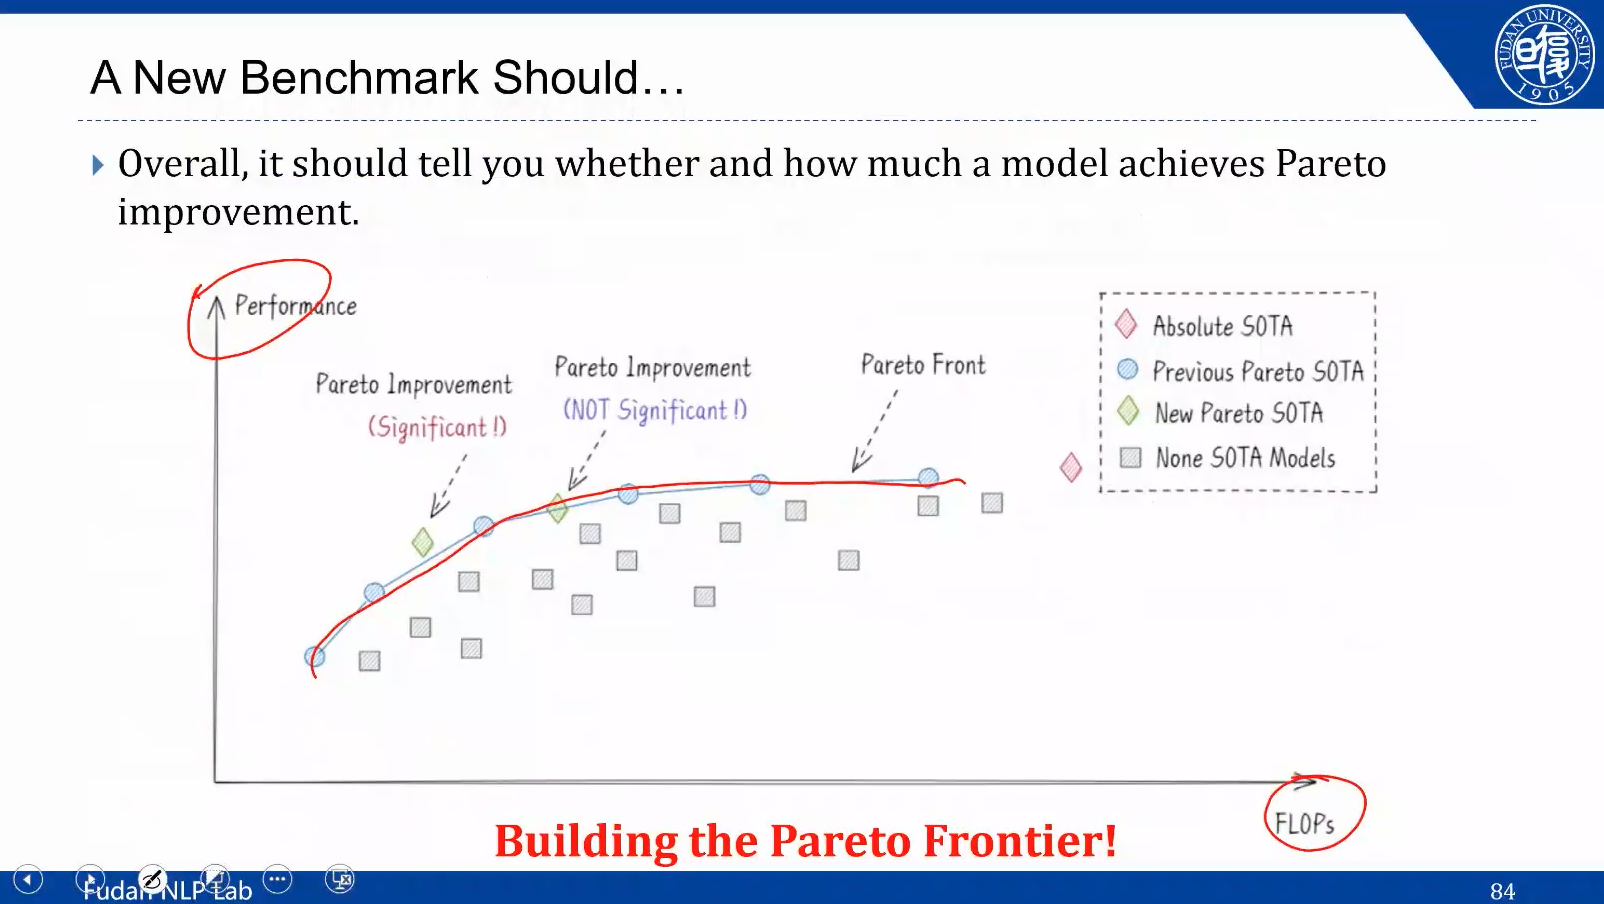 A New Benchmark Should…
FUDAN UNIVERSITY
1905
Overall, it should tell you whether and how much a model achieves Pareto
improvement.
Performance
Pareto Improvement
(Significant!)
Pareto Improvement
(NOT Significant!)
Pareto Front
Absolute SOTA
Previous Pareto SOTA
New Pareto SOTA
None SOTA Models
FLOPs
Building the Pareto Frontier!
Fudan NLP Lab
84